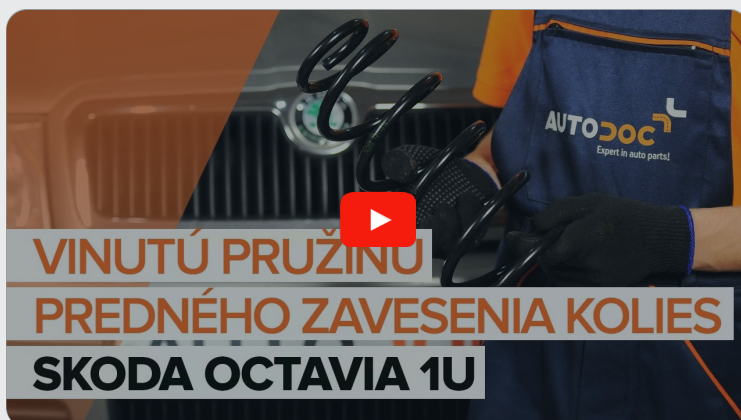 AUTODOC
Expert in auto parts!
VINUTÚ PRUŽINU
PREDNÉHO ZAVESENIA KOLIES
SKODA OCTAVIA 1U